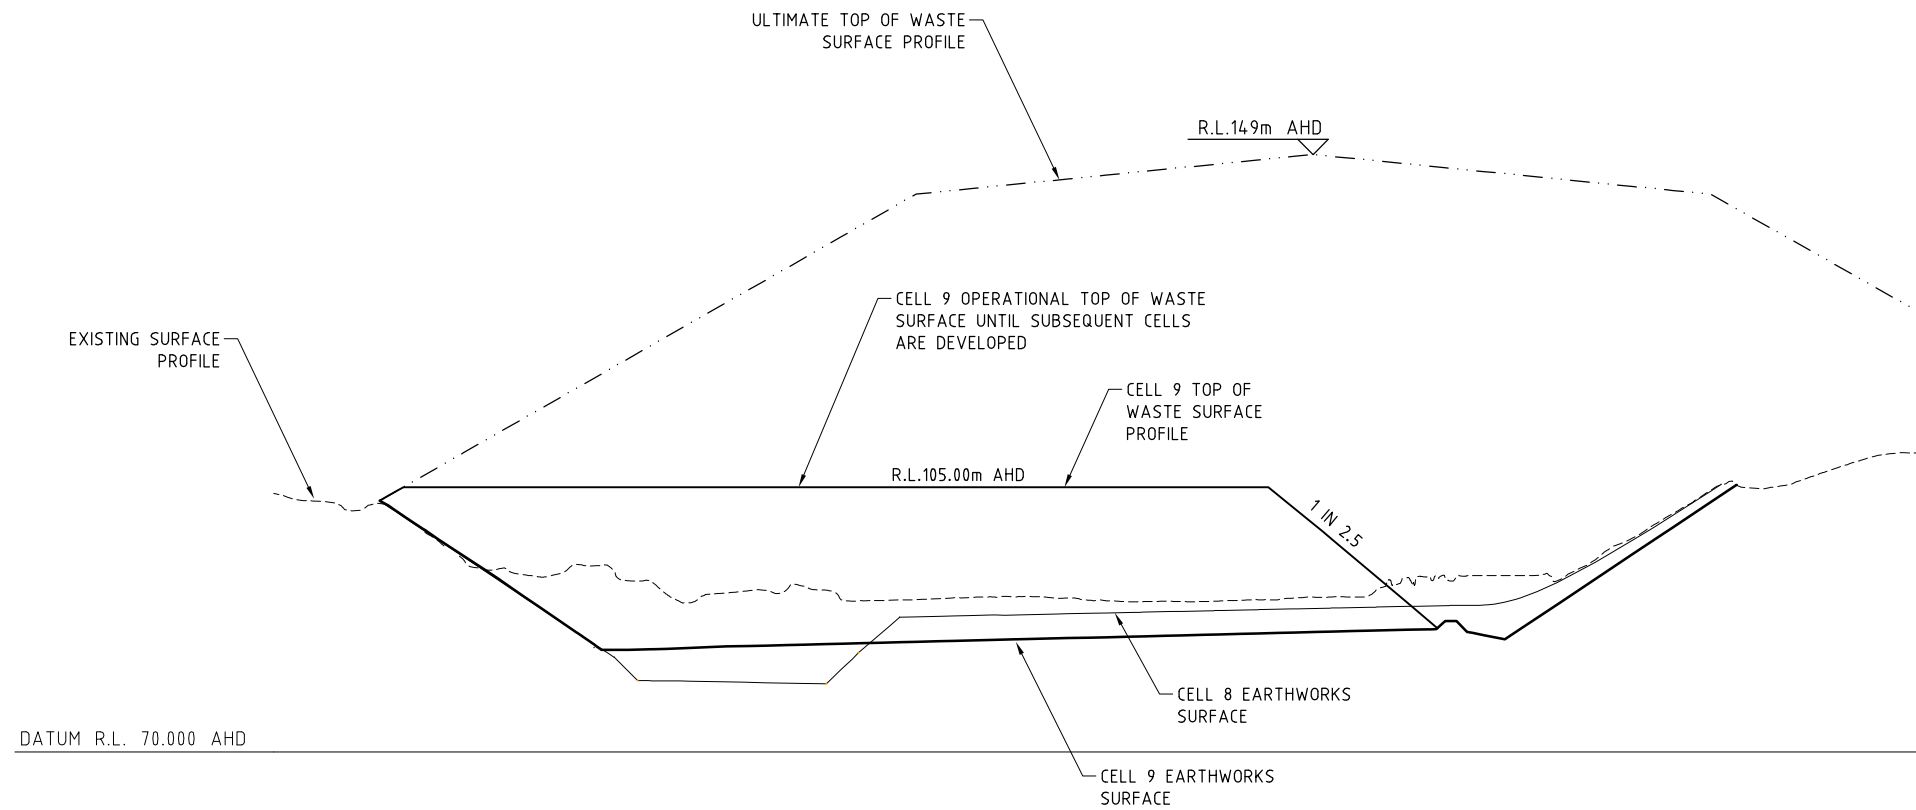 ULTIMATE TOP OF WASTE
SURFACE PROFILE
R.L.149m AHD
CELL 9 OPERATIONAL TOP OF WASTE
SURFACE UNTIL SUBSEQUENT CELLS
ARE DEVELOPED
EXISTING SURFACE
PROFILE
CELL 9 TOP OF
WASTE SURFACE
PROFILE
R.L.105.00m AHD
1 IN 2.5
CELL 8 EARTHWORKS
SURFACE
DATUM R.L. 70.000 AHD
CELL 9 EARTHWORKS
SURFACE